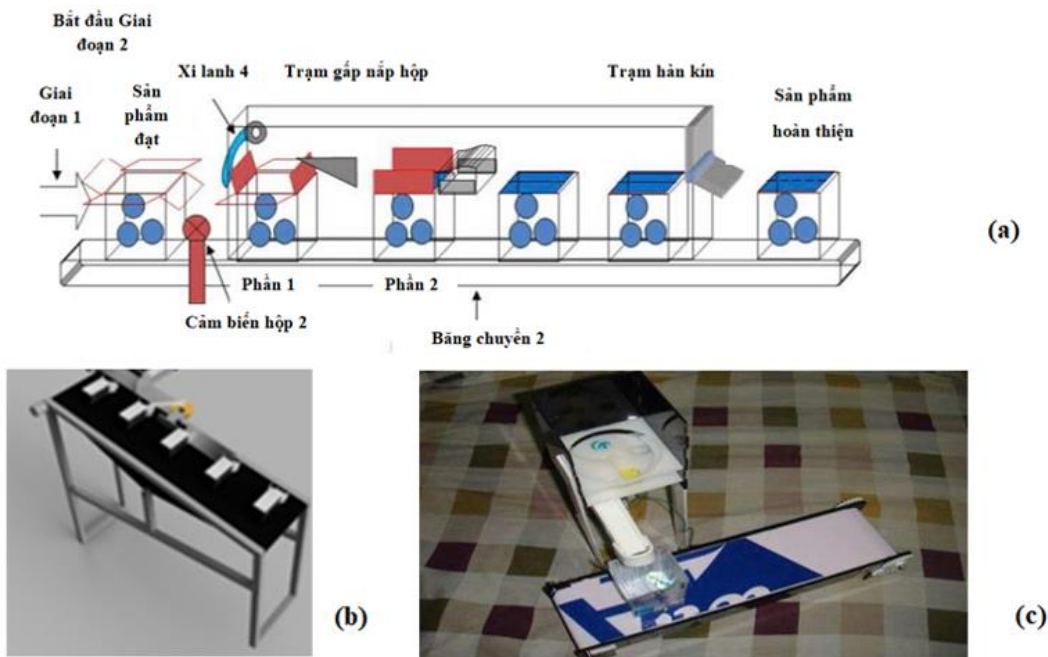 Bắt đầu Giai
đoạn 2
Xi lanh 4
Trạm gấp nắp hộp
Trạm hàn kín
Giai
đoạn 1
Sản
phẩm
đạt
Sản phẩm
hoàn thiện
(a)
Phần 1
Phần 2
Cảm biến hộp 2
Băng chuyền 2
(b)
(c)